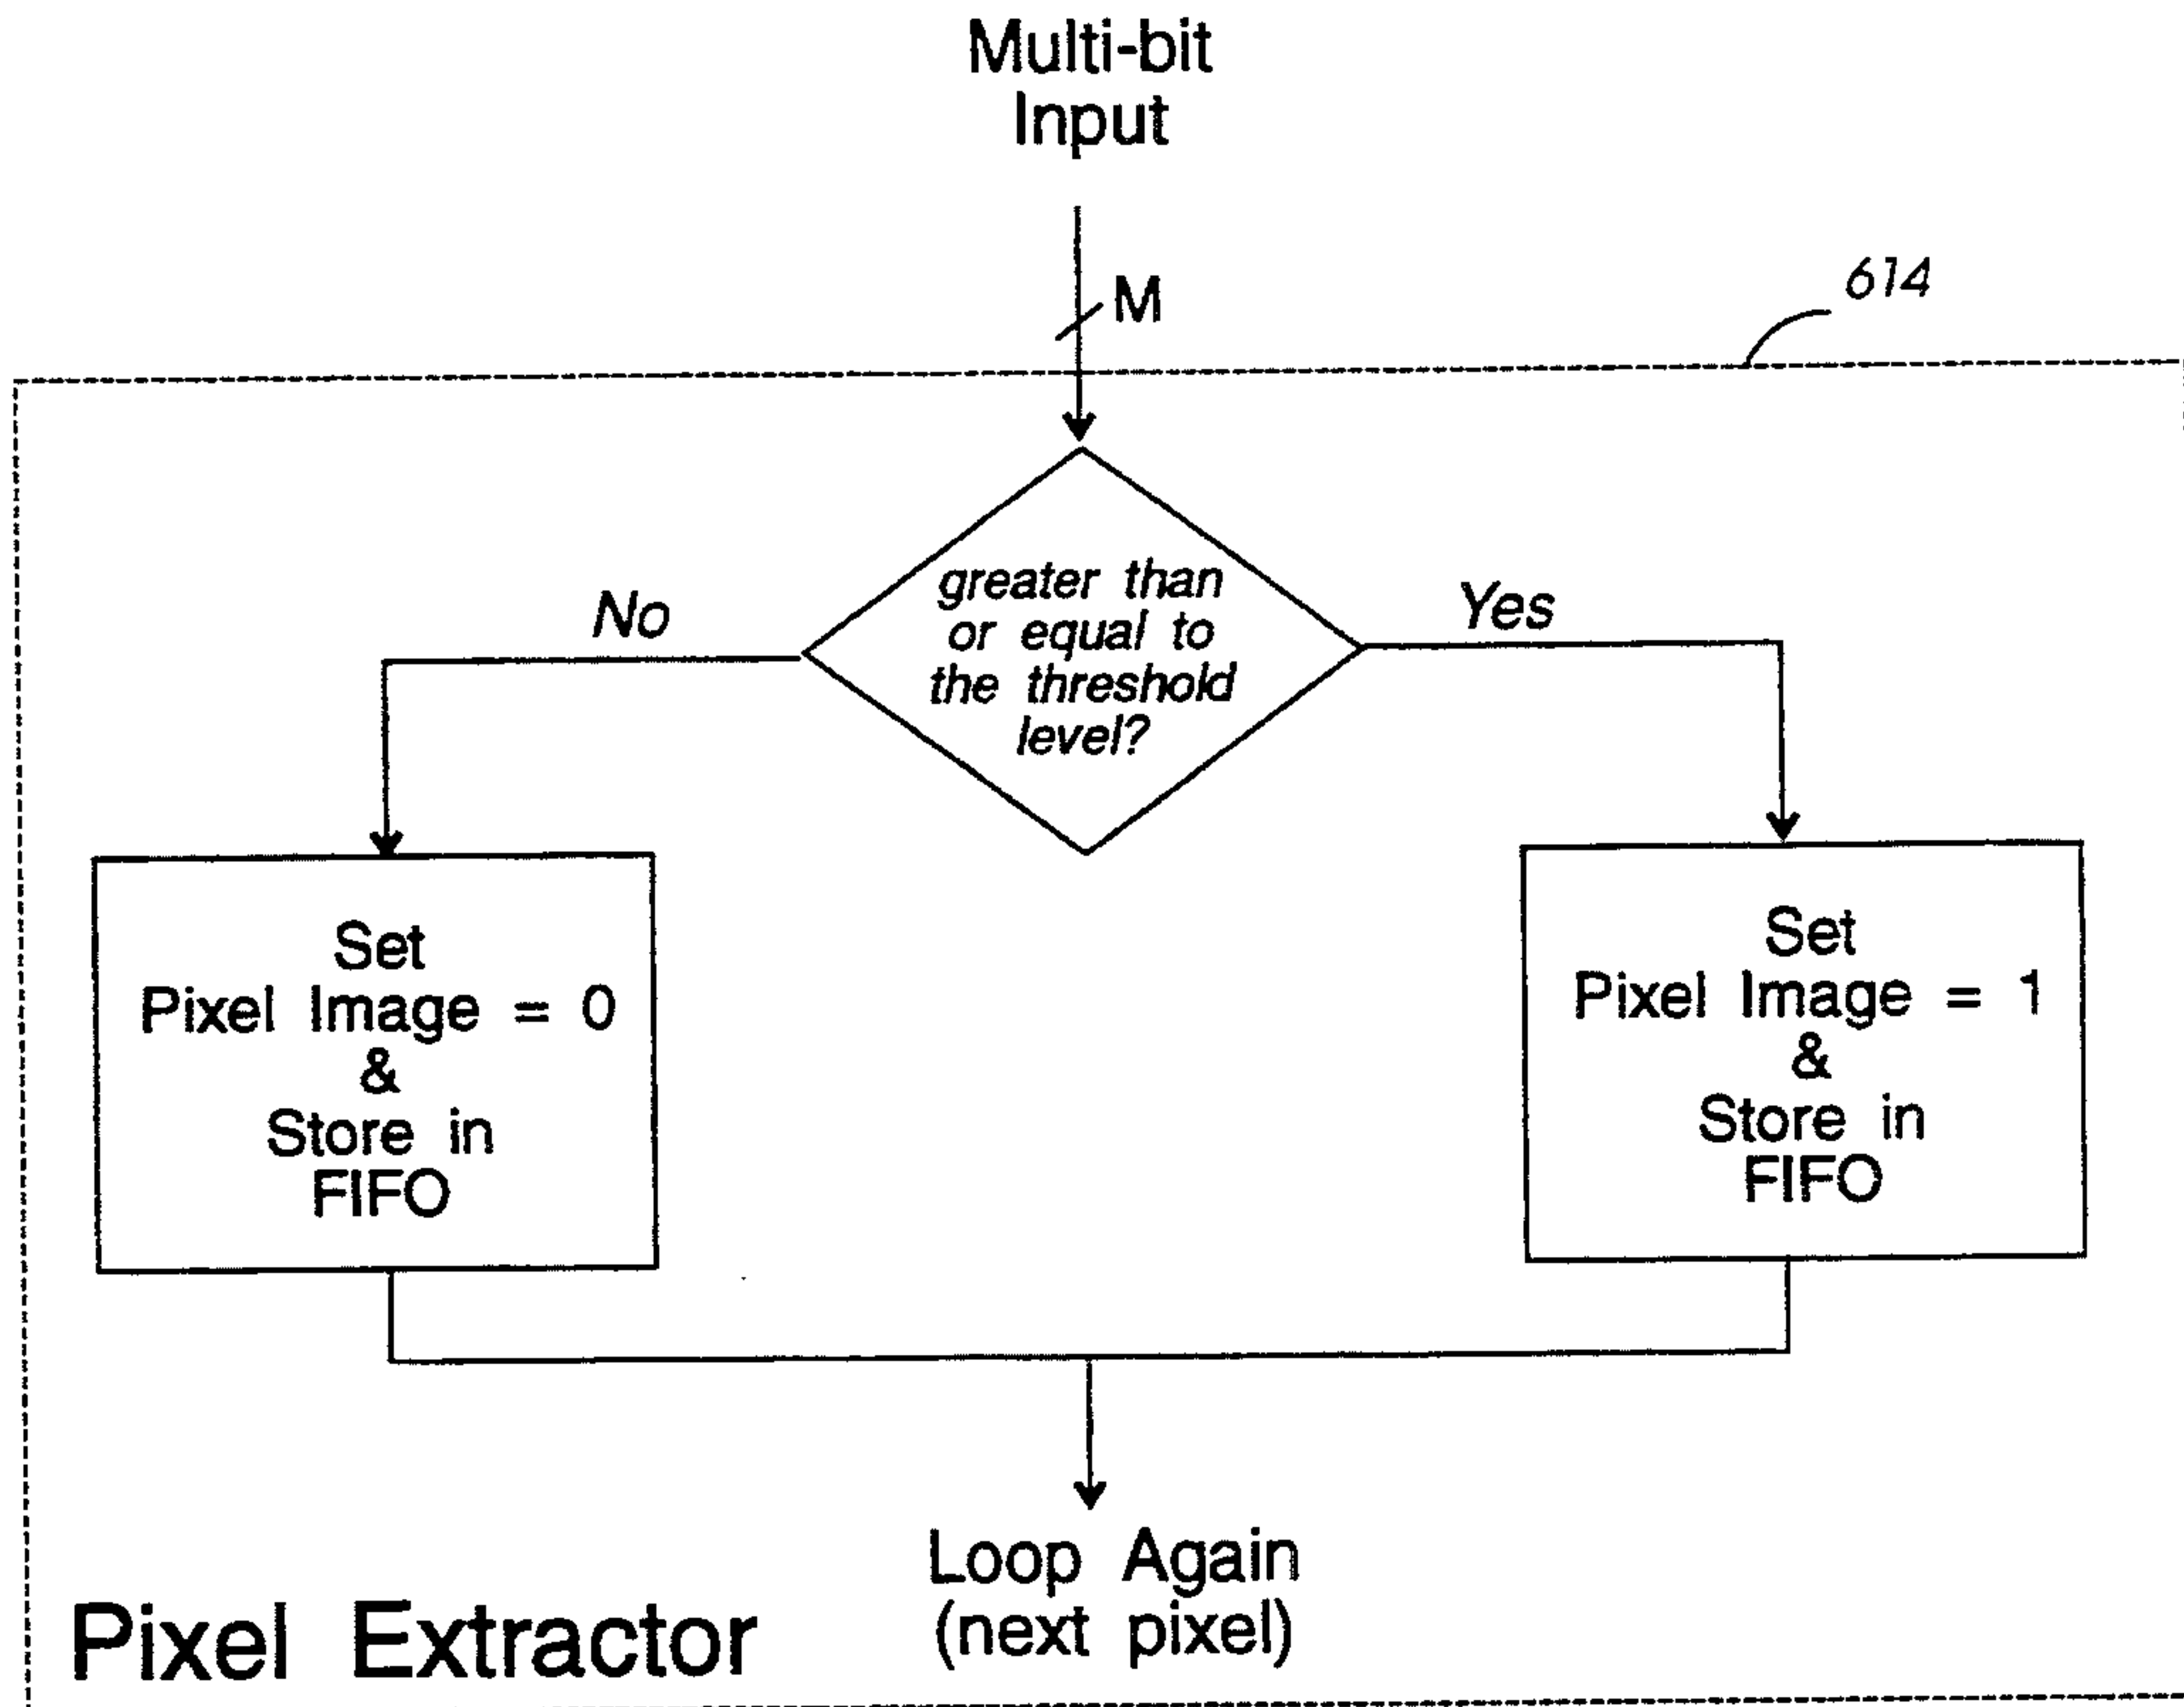 Multi-bit
Input
M
614
greater than
or equal to
the threshold
level?
No
Yes
Set
Pixel Image = 0
&
Store in
FIFO
Set
Pixel Image = 1
&
Store in
FIFO
Loop Again
(next pixel)
Pixel Extractor